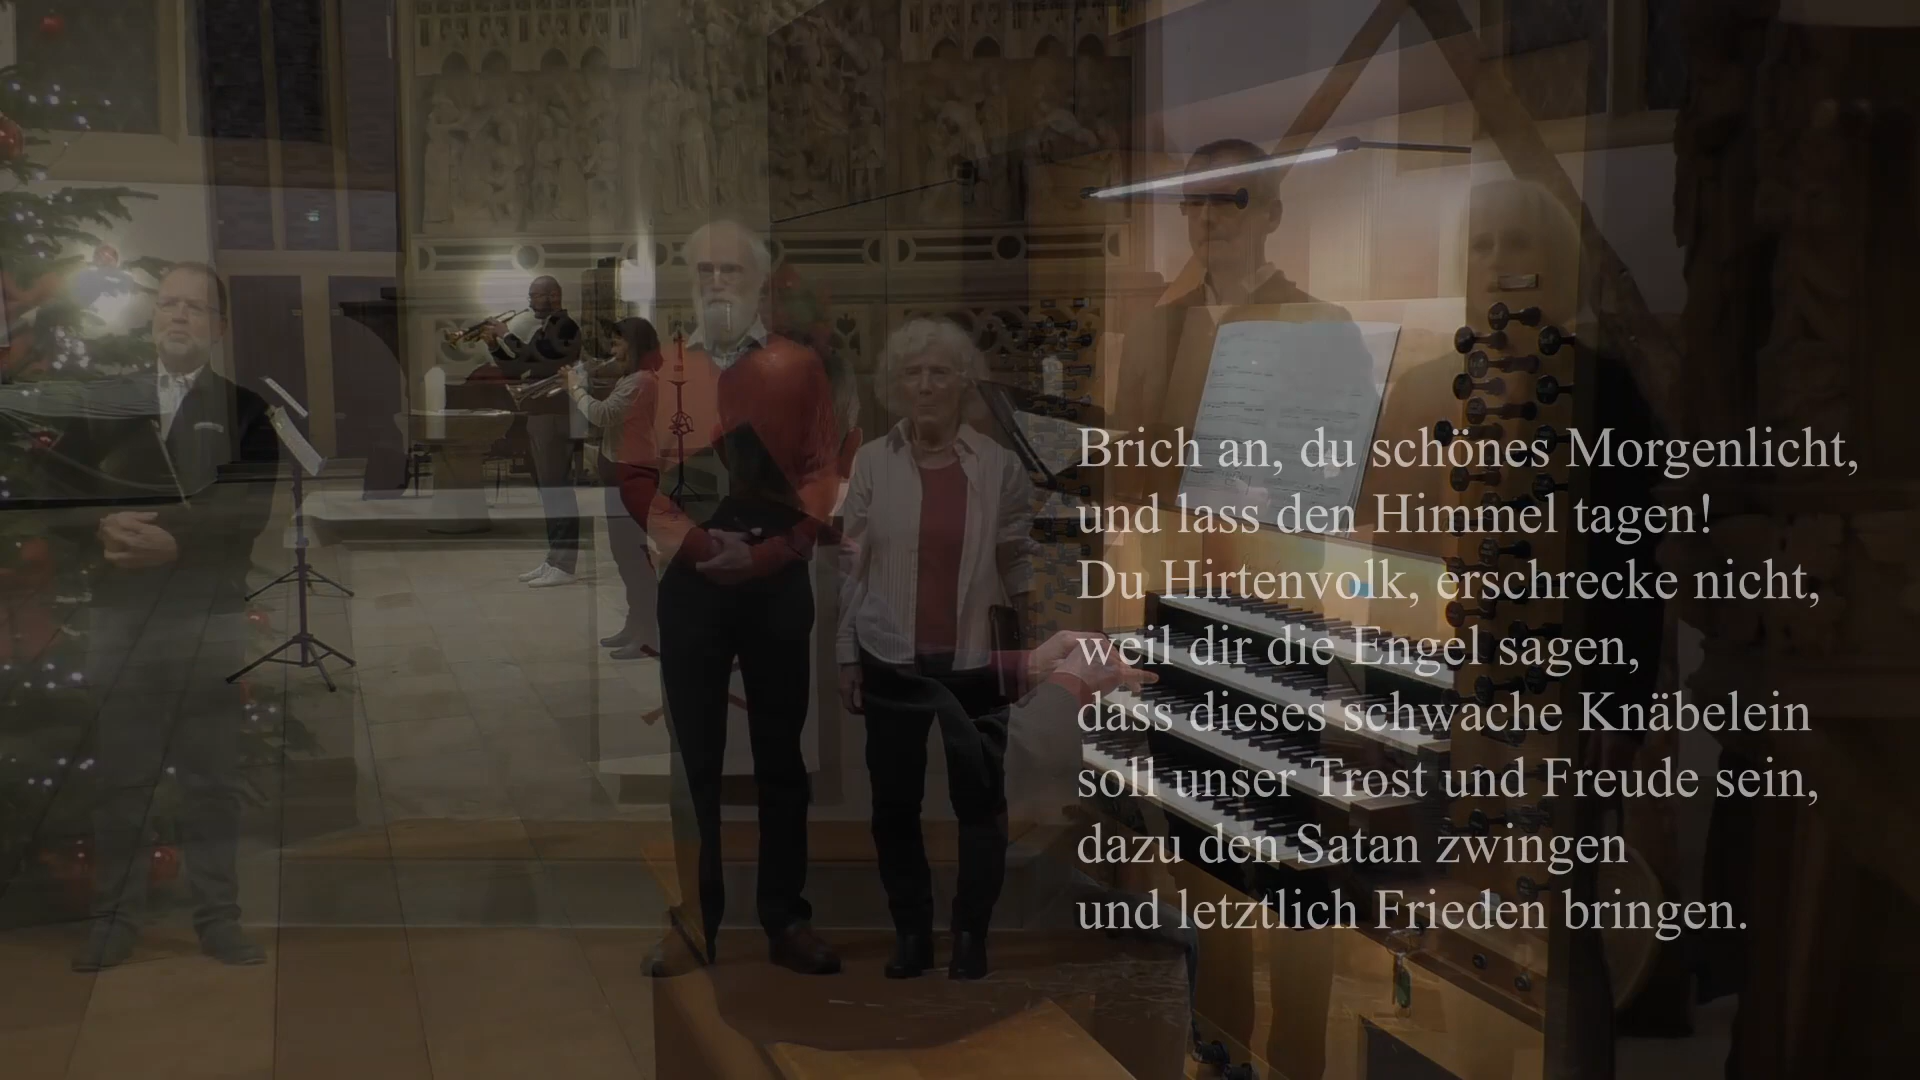 Brich an, du schönes Morgenlicht,
und lass den Himmel tagen!
Du Hirtenvolk, erschrecke nicht,
weil dir die Engel sagen,
dass dieses schwache Knäbelein
soll unser Trost und Freude sein,
dazu den Satan zwingen
und letztlich Frieden bringen.